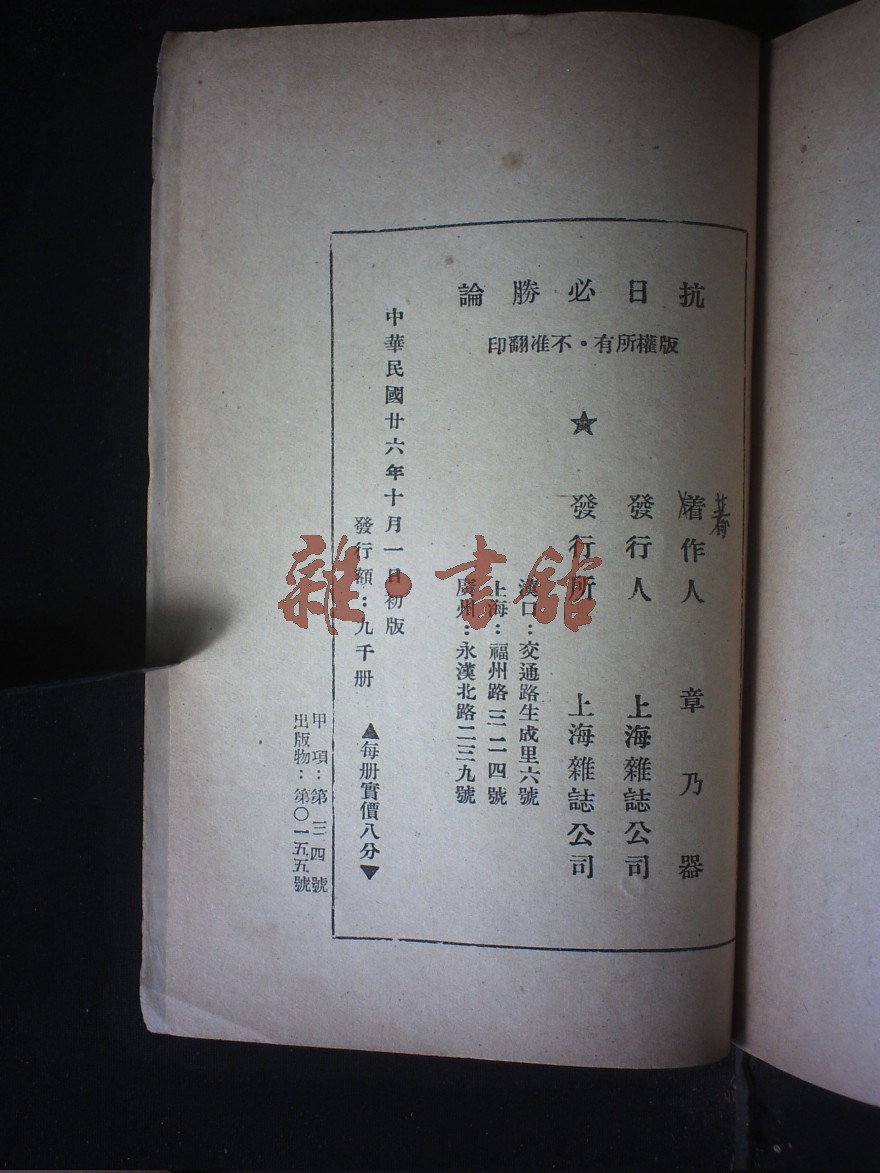 抗日必勝論
版權所有・不准翻印
★
著
着作人　章乃器
發行人　上海雜誌公司
發行所　上海雜誌公司
漢口：交通路生成里六號
上海：福州路三二四號
廣州：永漢北路二三九號
中華民國廿六年十月一日初版
發行額：九千册
▲每册實價八分▼
甲項：第三四號
出版物：第〇一五五號
雜·書館